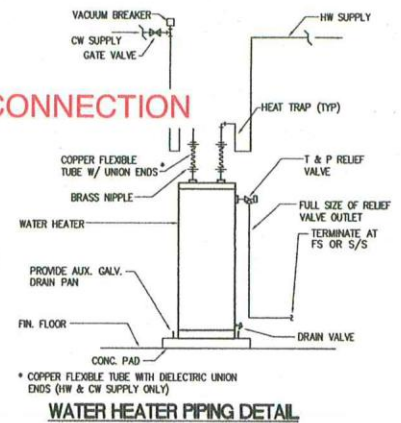 VACUUM BREAKER
CW SUPPLY
GATE VALVE
HW SUPPLY
CONNECTION
HEAT TRAP (TYP)
COPPER FLEXIBLE
TUBE W/ UNION ENDS*
BRASS NIPPLE
T & P RELIEF
VALVE
WATER HEATER
FULL SIZE OF RELIEF
VALVE OUTLET
TERMINATE AT
FS OR S/S
PROVIDE AUX. GALV.
DRAIN PAN
FIN. FLOOR
DRAIN VALVE
CONC. PAD
* COPPER FLEXIBLE TUBE WITH DIELECTRIC UNION
ENDS (HW & CW SUPPLY ONLY)
WATER HEATER PIPING DETAIL